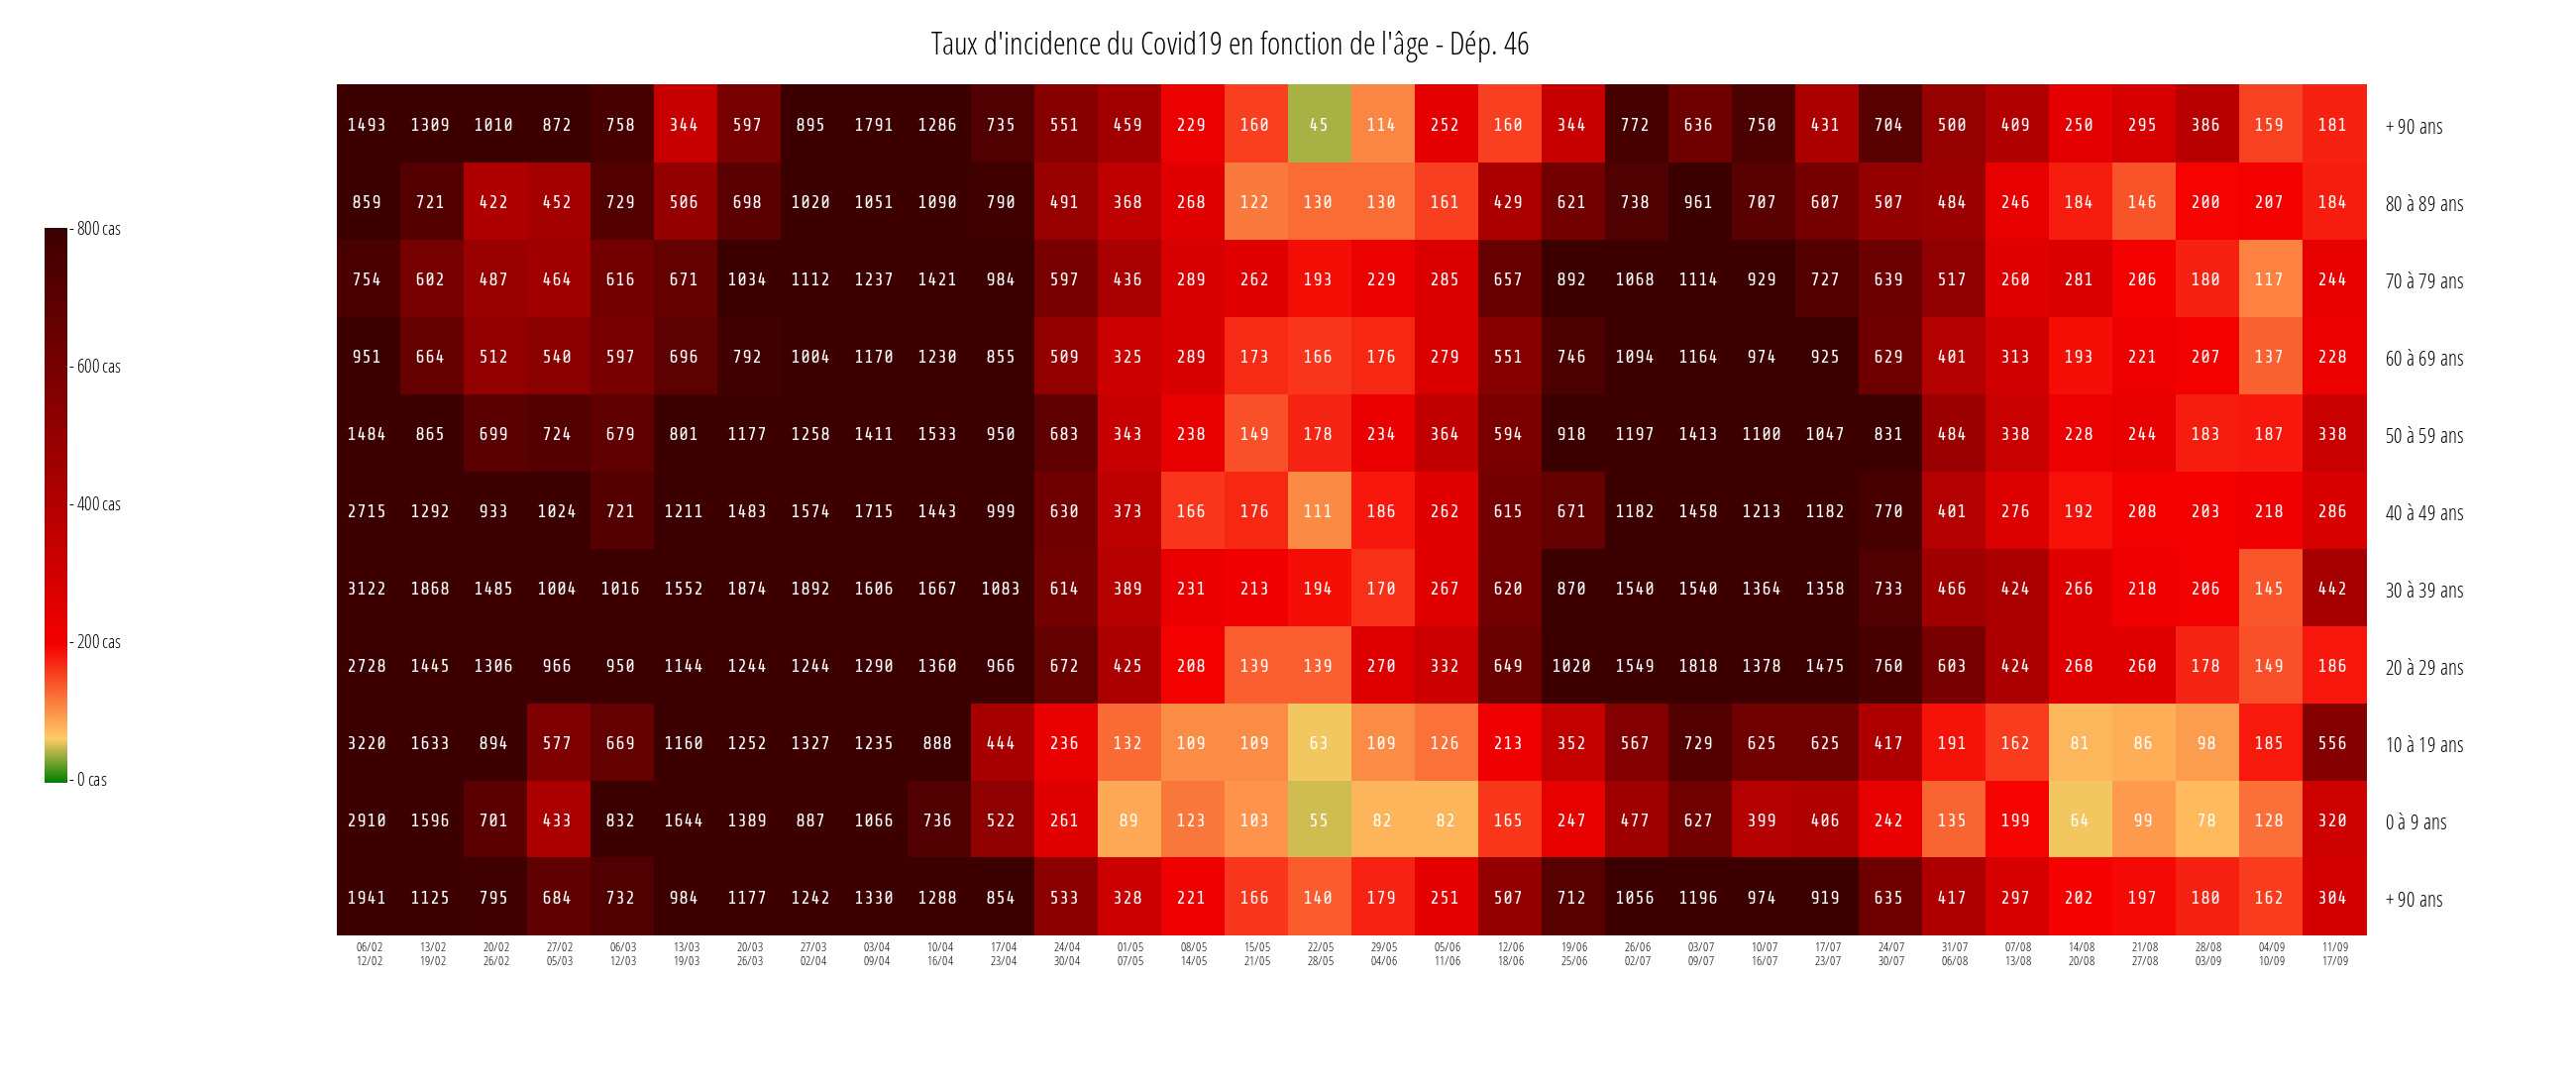 Taux d'incidence du Covid19 en fonction de l'âge - Dép. 46
1493 1309 1010 872 758 344 597 895 1791 1286 735 551 459 229 160 45 114 252 160 344 772 636 750 431 704 500 409 250 295 386 159 181 + 90 ans
859 721 422 452 729 506 698 1020 1051 1090 790 491 368 268 122 130 130 161 429 621 738 961 707 607 507 484 246 184 146 200 207 184 80 à 89 ans
- 800 cas
754 602 487 464 616 671 1034 1112 1237 1421 984 597 436 289 262 193 229 285 657 892 1068 1114 929 727 639 517 260 281 206 180 117 244 70 à 79 ans
951 664 512 540 597 696 792 1004 1170 1230 855 509 325 289 173 166 176 279 551 746 1094 1164 974 925 629 401 313 193 221 207 137 228 60 à 69 ans
- 600 cas
1484 865 699 724 679 801 1177 1258 1411 1533 950 683 343 238 149 178 234 364 594 918 1197 1413 1100 1047 831 484 338 228 244 183 187 338 50 à 59 ans
- 400 cas
2715 1292 933 1024 721 1211 1483 1574 1715 1443 999 630 373 166 176 111 186 262 615 671 1182 1458 1213 1182 770 401 276 192 208 203 218 286 40 à 49 ans
3122 1868 1485 1004 1016 1552 1874 1892 1606 1667 1083 614 389 231 213 194 170 267 620 870 1540 1540 1364 1358 733 466 424 266 218 206 145 442 30 à 39 ans
- 200 cas
2728 1445 1306 966 950 1144 1244 1244 1290 1360 966 672 425 208 139 139 270 332 649 1020 1549 1818 1378 1475 760 603 424 268 260 178 149 186 20 à 29 ans
3220 1633 894 577 669 1160 1252 1327 1235 888 444 236 132 109 109 63 109 126 213 352 567 729 625 625 417 191 162 81 86 98 185 556 10 à 19 ans
- 0 cas
2910 1596 701 433 832 1644 1389 887 1066 736 522 261 89 123 103 55 82 82 165 247 477 627 399 406 242 135 199 64 99 78 128 320 0 à 9 ans
1941 1125 795 684 732 984 1177 1242 1330 1288 854 533 328 221 166 140 179 251 507 712 1056 1196 974 919 635 417 297 202 197 180 162 304 + 90 ans
06/02 13/02 20/02 27/02 06/03 13/03 20/03 27/03 03/04 10/04 17/04 24/04 01/05 08/05 15/05 22/05 29/05 05/06 12/06 19/06 26/06 03/07 10/07 17/07 24/07 31/07 07/08 14/08 21/08 28/08 04/09 11/09
12/02 19/02 26/02 05/03 12/03 19/03 26/03 02/04 09/04 16/04 23/04 30/04 07/05 14/05 21/05 28/05 04/06 11/06 18/06 25/06 02/07 09/07 16/07 23/07 30/07 06/08 13/08 20/08 27/08 03/09 10/09 17/09